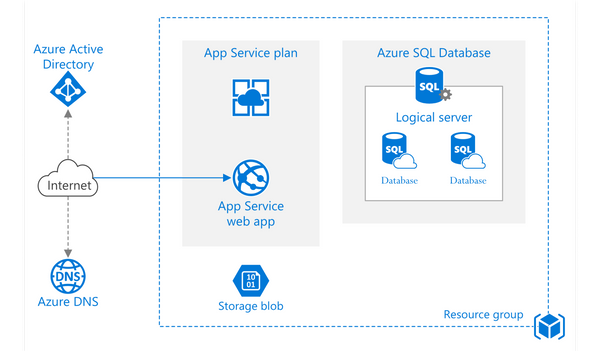 Azure Active
Directory
Internet
DNS
Azure DNS
App Service plan
App Service
web app
10
01
Storage blob
Azure SQL Database
SQL
Logical server
SQL
Database
SQL
Database
Resource group